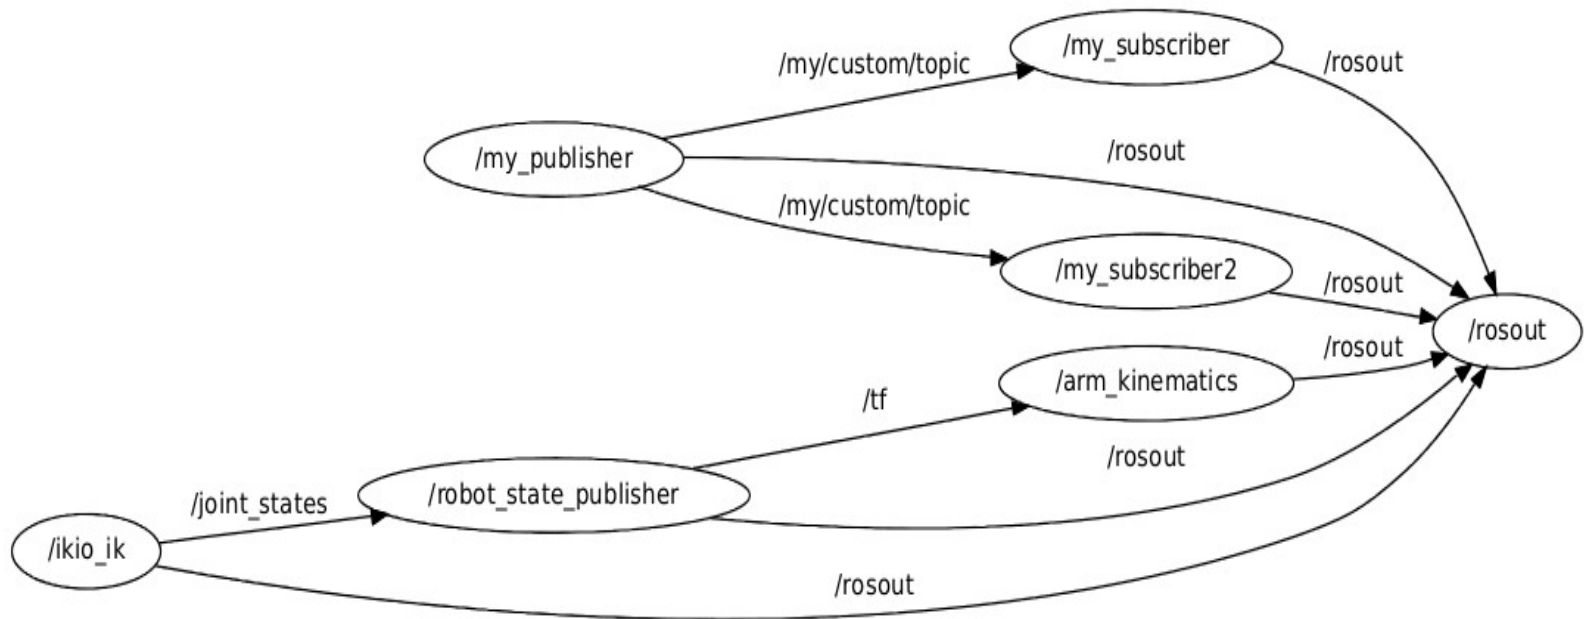 /my_subscriber
/my/custom/topic
/rosout
/my_publisher
/rosout
/my/custom/topic
/my_subscriber2
/rosout
/rosout
/rosout
/arm_kinematics
/tf
/rosout
/robot_state_publisher
/joint_states
/ikio_ik
/rosout